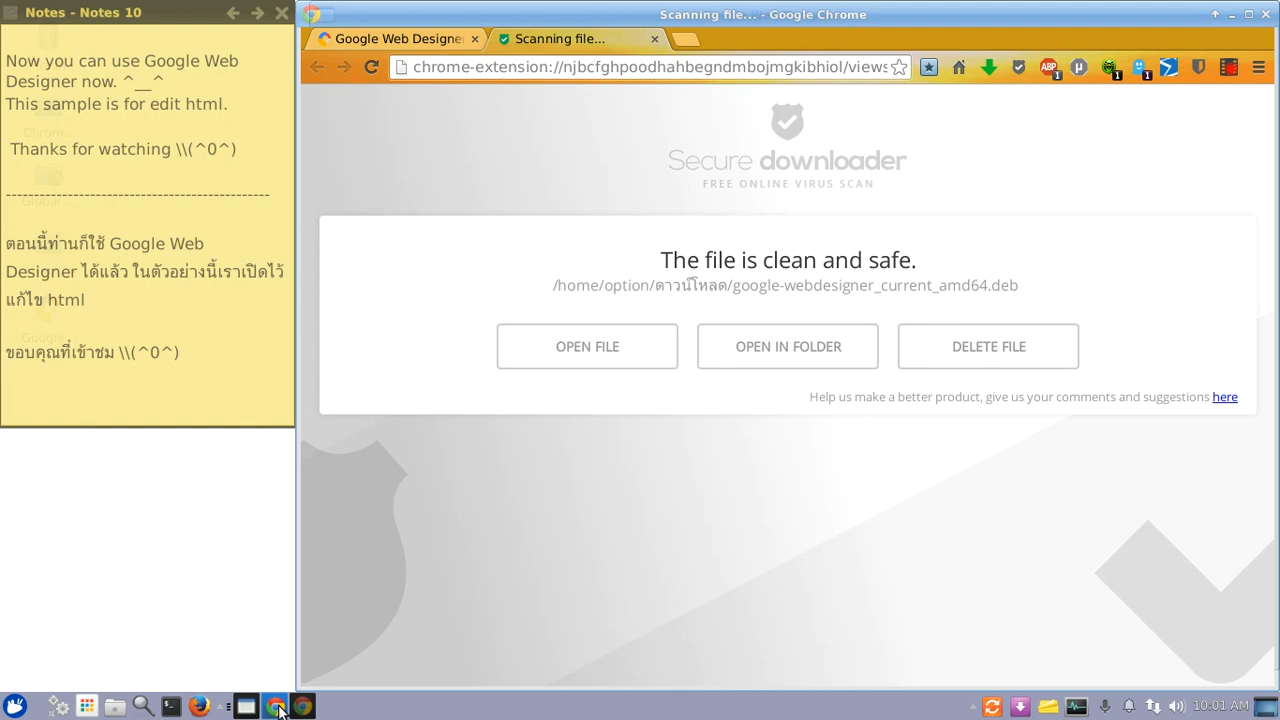 Notes - Notes 10
Now you can use Google Web
Designer now. ^__^
This sample is for edit html.
Thanks for watching \\(^0^)
--------------------------------------------
ตอนนี้ท่านก็ใช้ Google Web
Designer ได้แล้ว ในตัวอย่างนี้เราเปิดไว้
แก้ไข html
ขอบคุณที่เข้าชม \\(^0^)
Scanning file... - Google Chrome
Google Web Designer
Scanning file...
chrome-extension://njbcfghpoodhahbegndmbojmgkibhiol/views
ABP
1
1
1
Secure downloader
FREE ONLINE VIRUS SCAN
The file is clean and safe.
/home/option/ดาวน์โหลด/google-webdesigner_current_amd64.deb
OPEN FILE
OPEN IN FOLDER
DELETE FILE
Help us make a better product, give us your comments and suggestions here
10:01 AM